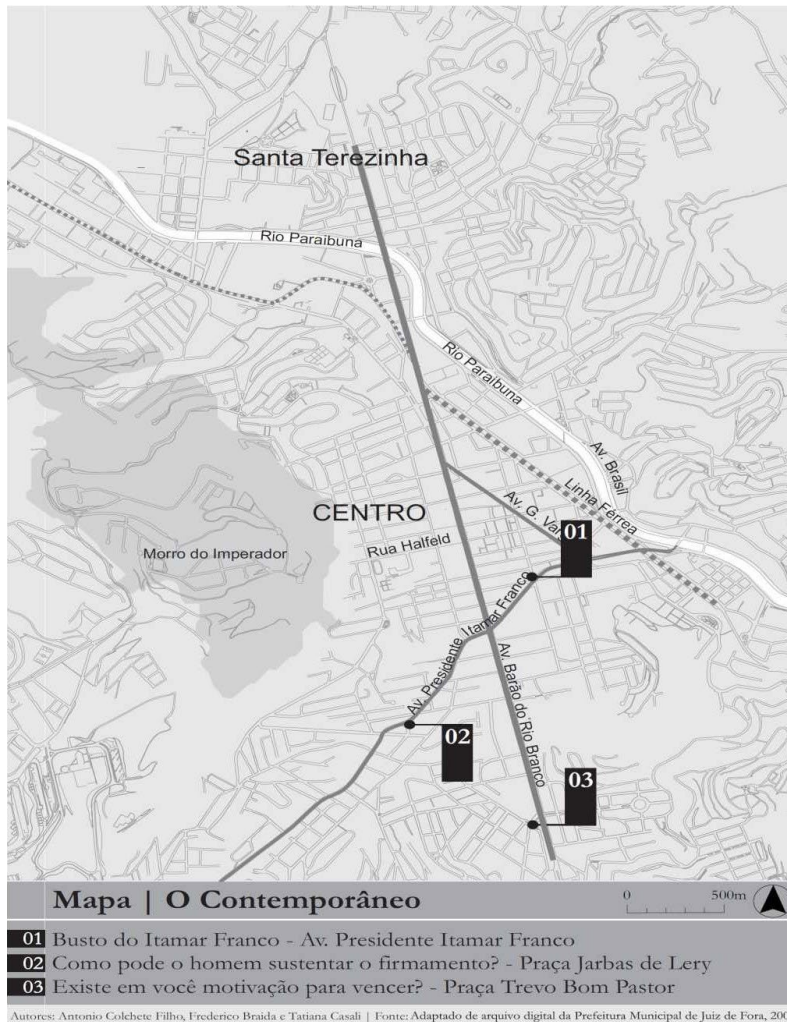 Santa Terezinha
Rio Paraibuna
Rio Paraibuna
Av. Brasil
Linha Férrea
Av. G. Var
CENTRO
01
Rua Halfeld
Morro do Imperador
Av. Presidente Itamar Franco
Av. Barão do Rio Branco
02
03
Mapa | O Contemporâneo
0 500m
01 Busto do Itamar Franco - Av. Presidente Itamar Franco
02 Como pode o homem sustentar o firmamento? - Praça Jarbas de Lery
03 Existe em você motivação para vencer? - Praça Trevo Bom Pastor
Autores: Antonio Colchete Filho, Frederico Braida e Tatiana Casali | Fonte: Adaptado de arquivo digital da Prefeitura Municipal de Juiz de Fora, 200